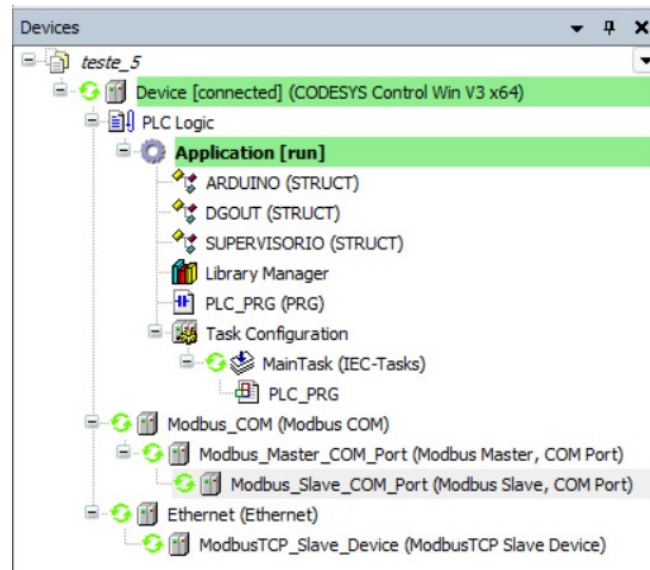 Devices
teste_5
Device [connected] (CODESYS Control Win V3 x64)
PLC Logic
Application [run]
ARDUINO (STRUCT)
DGOUT (STRUCT)
SUPERVISORIO (STRUCT)
Library Manager
PLC_PRG (PRG)
Task Configuration
MainTask (IEC-Tasks)
PLC_PRG
Modbus_COM (Modbus COM)
Modbus_Master_COM_Port (Modbus Master, COM Port)
Modbus_Slave_COM_Port (Modbus Slave, COM Port)
Ethernet (Ethernet)
ModbusTCP_Slave_Device (ModbusTCP Slave Device)